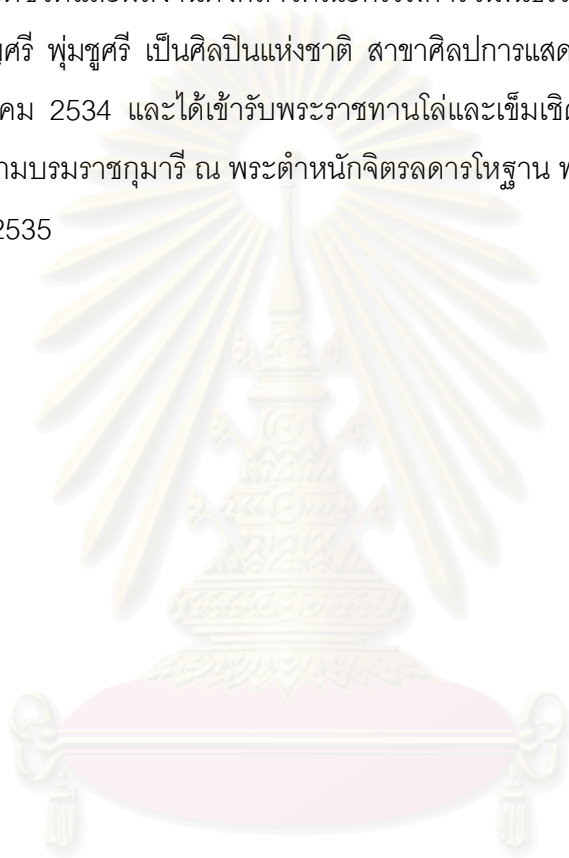 ศรี พุ่มชูศรี เป็นศิลปินแห่งชาติ สาขาศิลปการแสด
คม 2534 และได้เข้ารับพระราชทานโล่และเข็มเชิด
ามบรมราชกุมารี ณ พระตำหนักจิตรลดารโหฐาน พ
2535